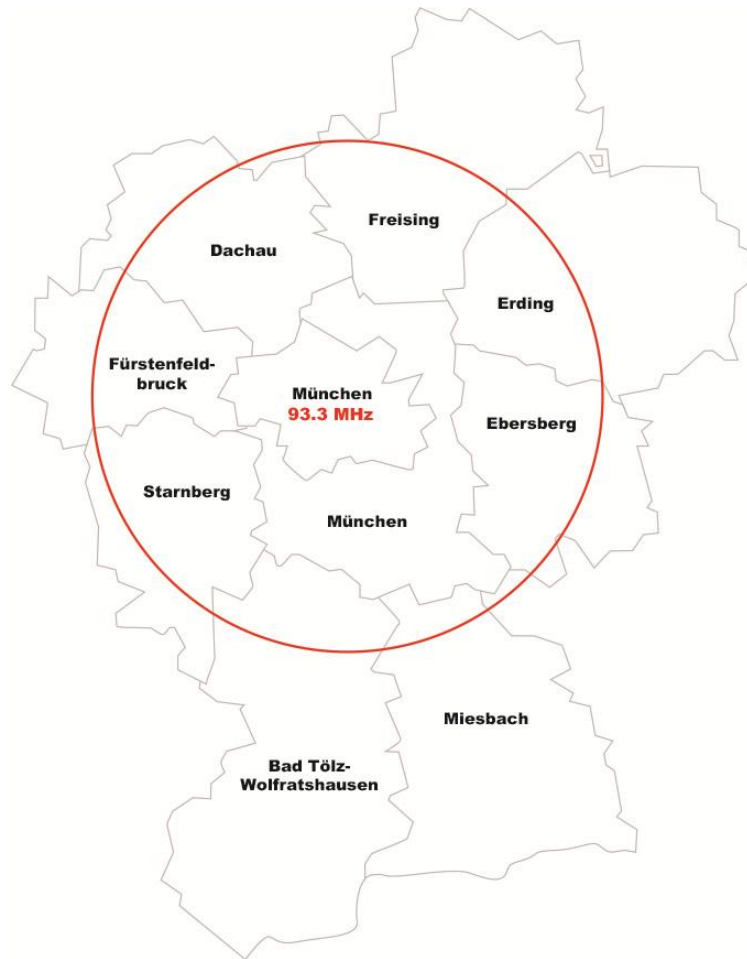 Freising
Dachau
Erding
Fürstenfeld-
bruck
München
93.3 MHz
Ebersberg
Starnberg
München
Miesbach
Bad Tölz-
Wolfratshausen